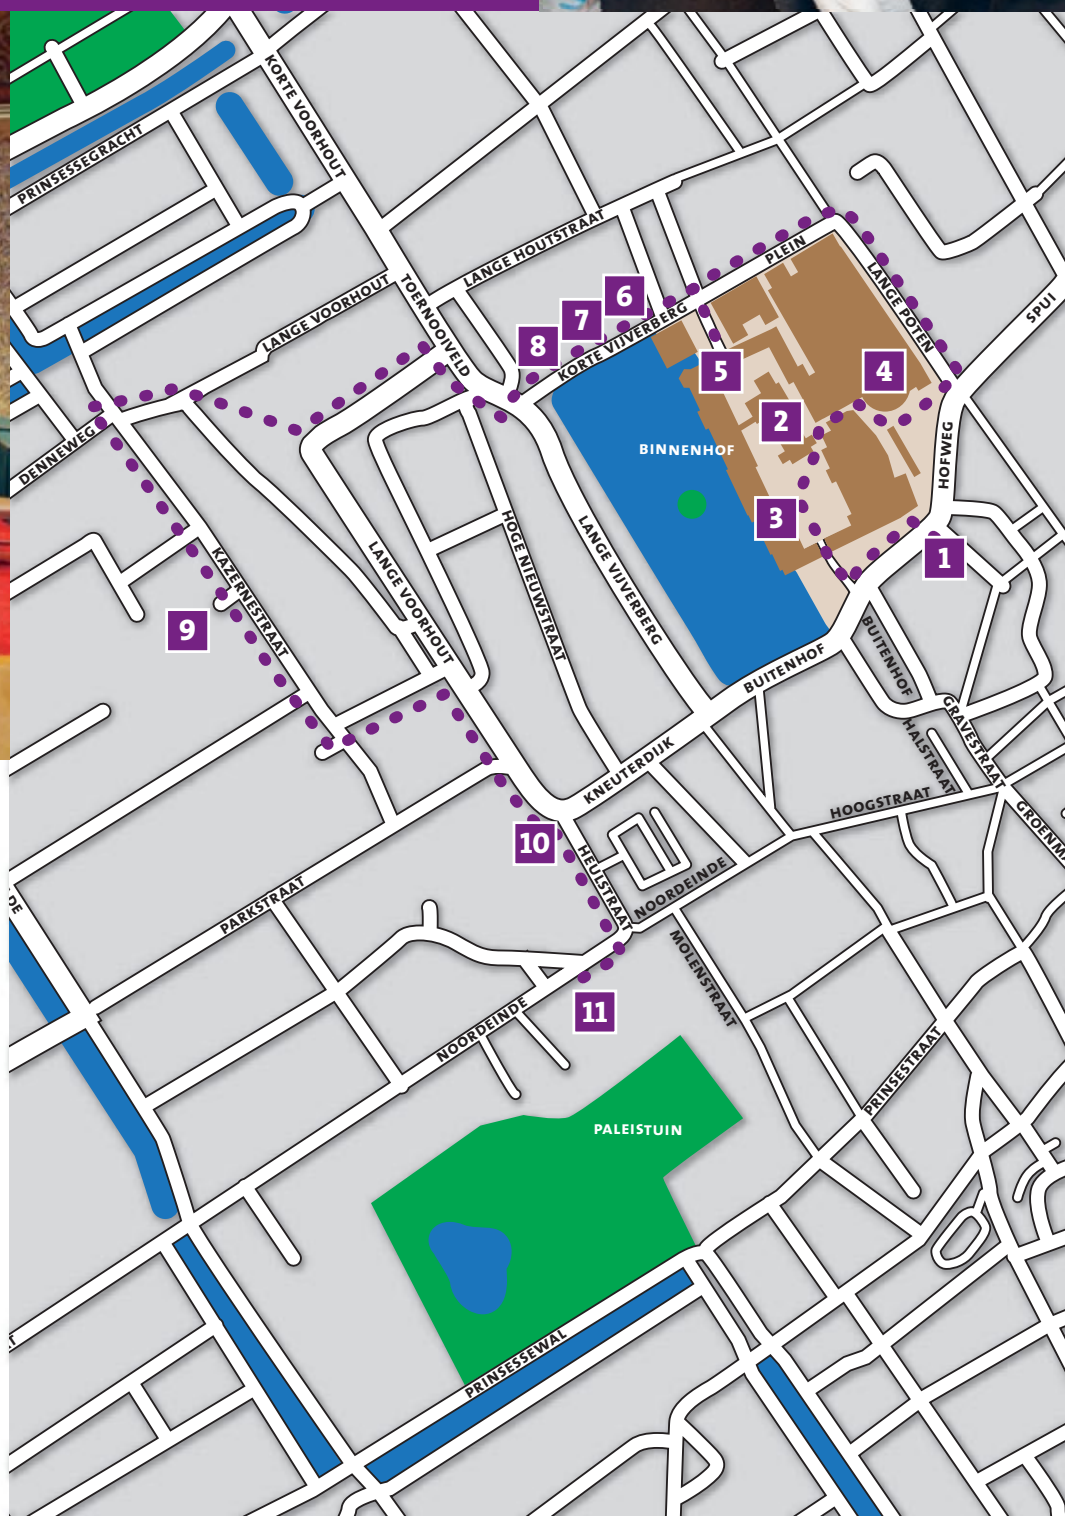 KORTE VOORHOUT
PRINSESSEGRACHT
LANGE HOUTSTRAAT
PLEIN
LANGE VOORHOUT
TOERNOOIVELD
LANGE POTEN
SPUI
6
7
8
KORTE VIJVERBERG
5
4
2
DENNEWEG
BINNENHOF
HOFWEG
3
1
KAZERNESTRAAT
LANGE VOORHOUT
HOGE NIEUWSTRAAT
LANGE VIJVERBERG
9
BUITENHOF
BUITENHOF
GRAVESTRAAT
HALSTRAAT
KNEUTERDIJK
HOOGSTRAAT
GROENMA
10
HEULSTRAAT
NOORDEINDE
PARKSTRAAT
DE
MOLENSTRAAT
11
NOORDEINDE
PRINSESTRAAT
PALEISTUIN
PRINSESSEWAL